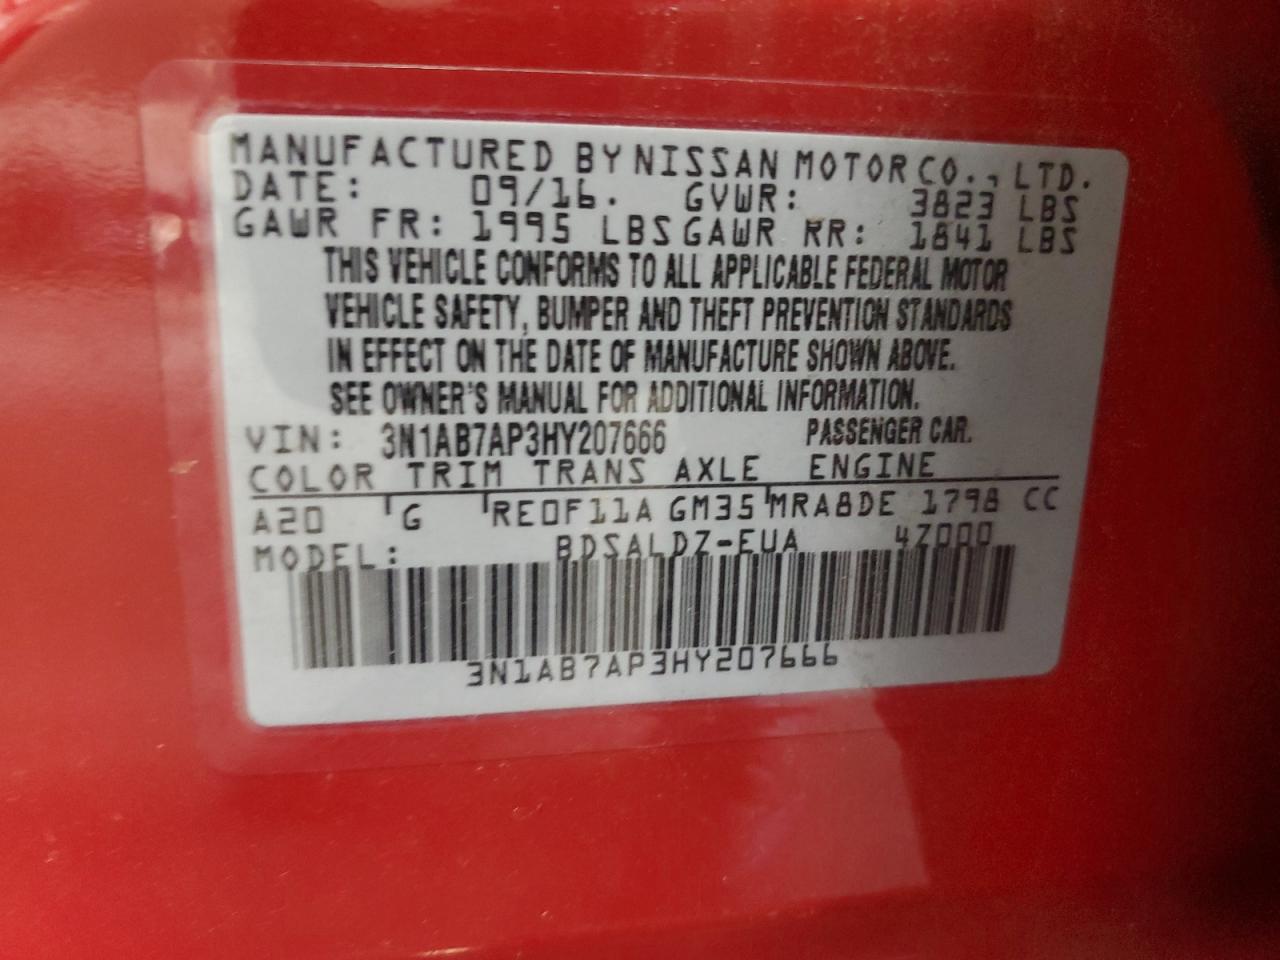 MANUFACTURED BY NISSAN MOTOR CO., LTD.
DATE: 09/16. GVWR: 3823 LBS
GAWR FR: 1995 LBS GAWR RR: 1841 LBS
THIS VEHICLE CONFORMS TO ALL APPLICABLE FEDERAL MOTOR
VEHICLE SAFETY, BUMPER AND THEFT PREVENTION STANDARDS
IN EFFECT ON THE DATE OF MANUFACTURE SHOWN ABOVE.
SEE OWNER'S MANUAL FOR ADDITIONAL INFORMATION.
VIN: 3N1AB7AP3HY207666 PASSENGER CAR.
COLOR TRIM TRANS AXLE ENGINE
A20 G RE0F11A GM35 MRA8DE 1798 CC
MODEL: BDSALDZ-EUA 47000
3N1AB7AP3HY207666